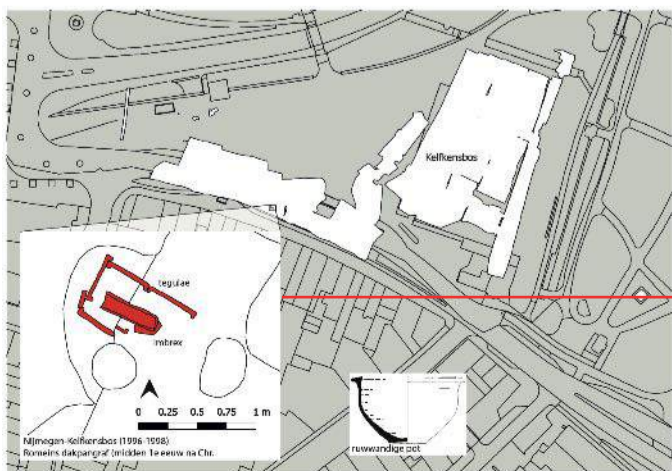 Kelfkensbos
tegulae
imbrex
0 0.25 0.5 0.75 1 m
Nijmegen-Kelfkensbos (1996-1998)
Romeins dakpangraf (midden 1e eeuw na Chr.
ruwwandige pot